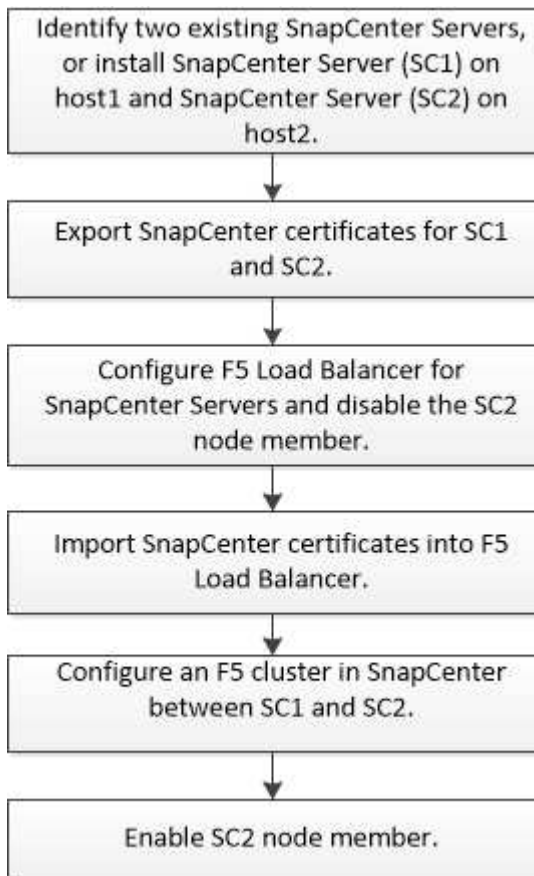 Identify two existing SnapCenter Servers,
or install SnapCenter Server (SC1) on
host1 and SnapCenter Server (SC2) on
host2.
Export SnapCenter certificates for SC1
and SC2.
Configure F5 Load Balancer for
SnapCenter Servers and disable the SC2
node member.
Import SnapCenter certificates into F5
Load Balancer.
Configure an F5 cluster in SnapCenter
between SC1 and SC2.
Enable SC2 node member.